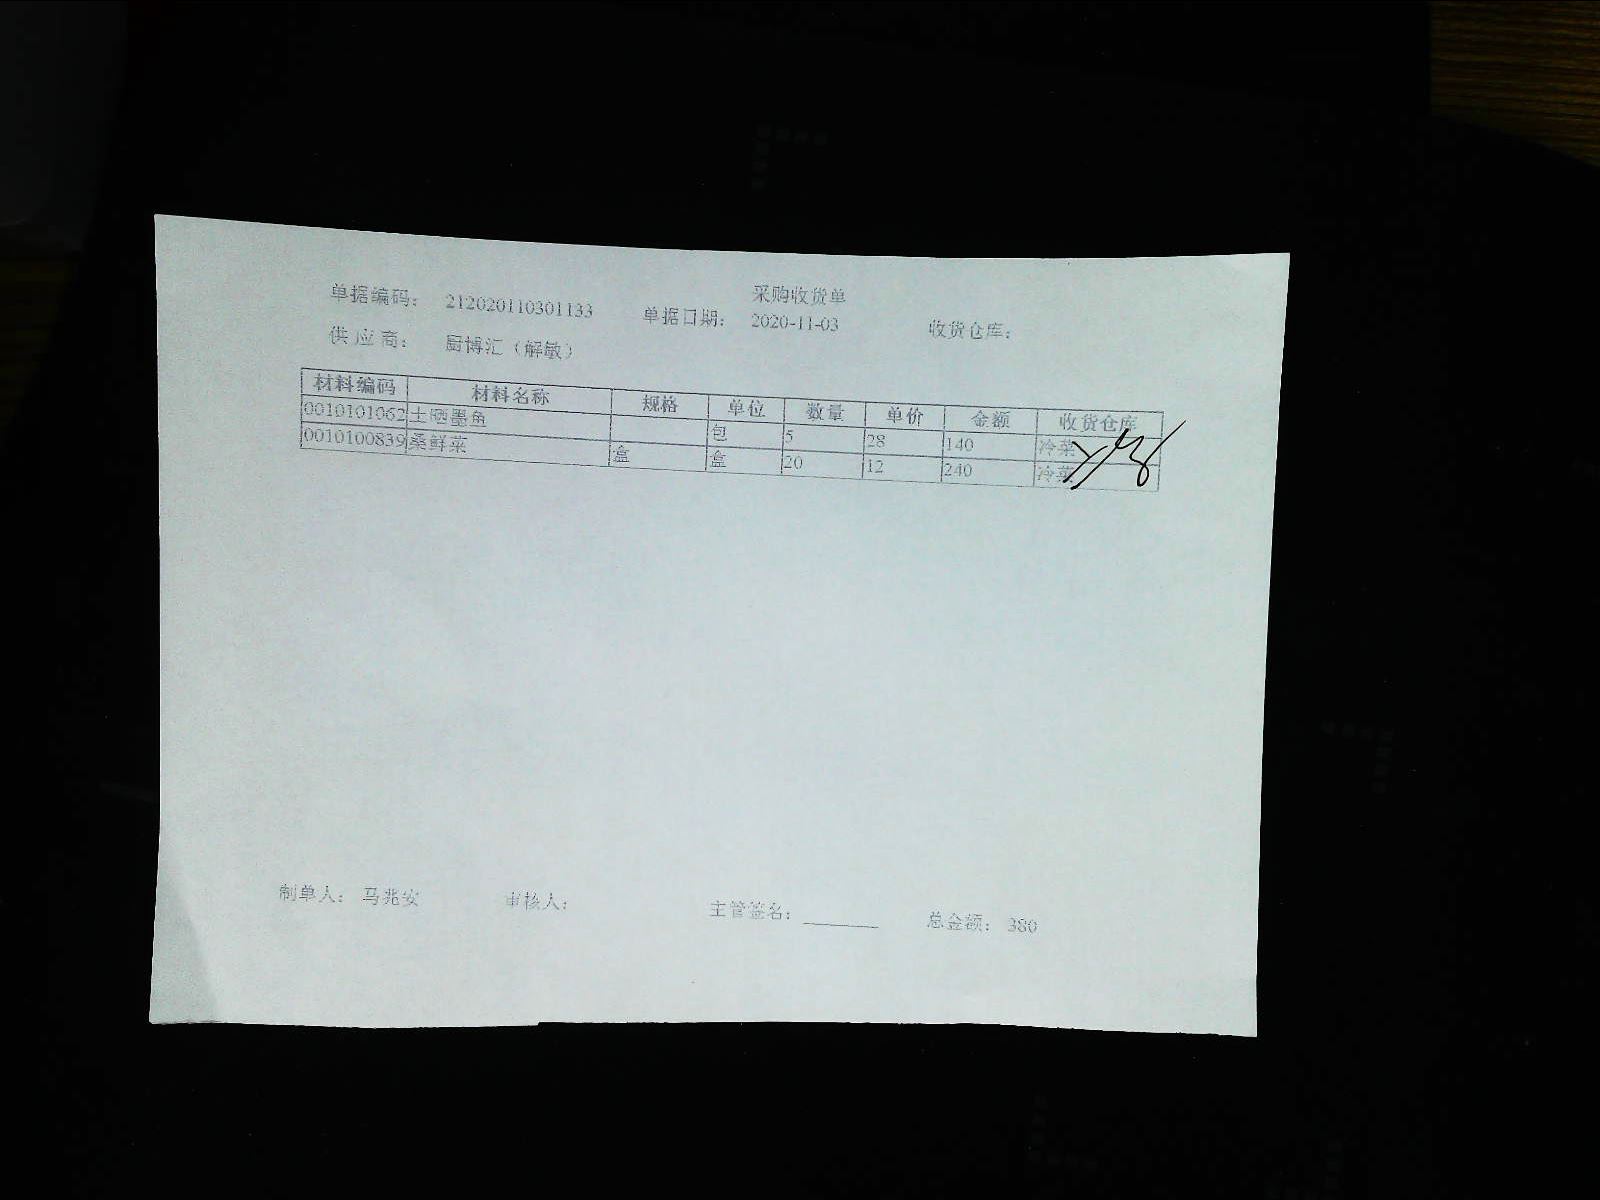 采购收货单
单据编码: 212020110301133 单据日期: 2020-11-03 收货仓库:
供应商: 厨博汇（解敏）
材料编码 材料名称 规格 单位 数量 单价 金额 收货仓库
0010101062 土晒墨鱼 包 5 28 140 冷菜
0010100839 桑鲜菜 盒 盒 20 12 240 冷菜
制单人: 马兆安 审核人: 主管签名: 总金额: 380